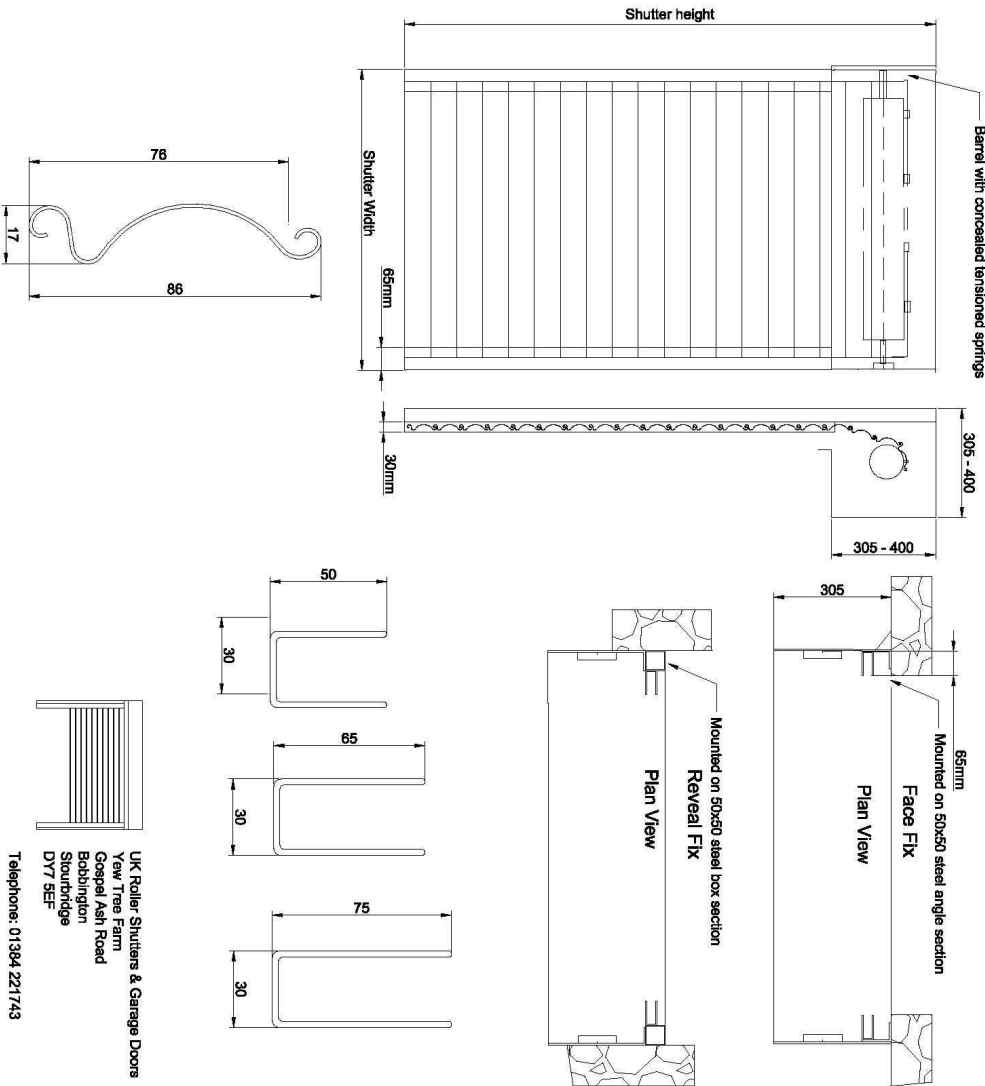 Shutter height
Barrel with concealed tensioned springs
Shutter Width
65mm
76
17
86
305 - 400
30mm
305 - 400
305
65mm
Mounted on 50x50 steel angle section
Face Fix
Plan View
Mounted on 50x50 steel box section
Reveal Fix
Plan View
50
30
65
30
75
30
UK Roller Shutters & Garage Doors
Yew Tree Farm
Gospel Ash Road
Bobbington
Stourbridge
DY7 5EF
Telephone: 01384 221743